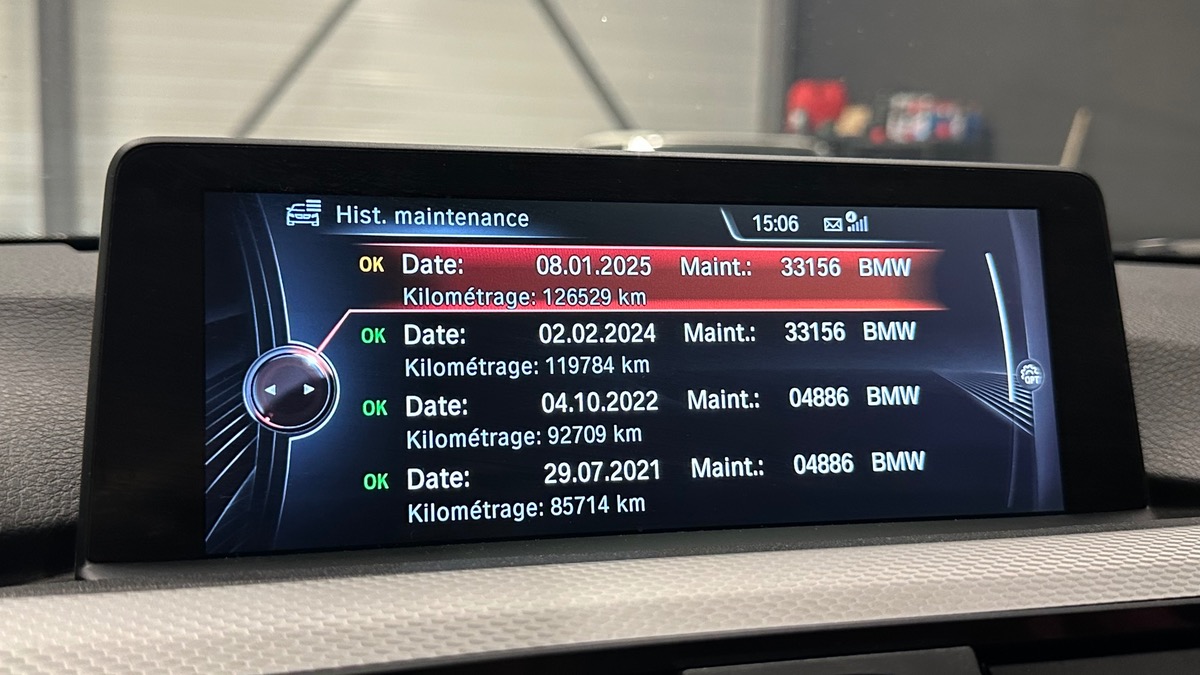 Hist. maintenance 15:06
OK Date: 08.01.2025 Maint.: 33156 BMW
Kilométrage: 126529 km
OK Date: 02.02.2024 Maint.: 33156 BMW
Kilométrage: 119784 km
OK Date: 04.10.2022 Maint.: 04886 BMW
Kilométrage: 92709 km
OPT
OK Date: 29.07.2021 Maint.: 04886 BMW
Kilométrage: 85714 km